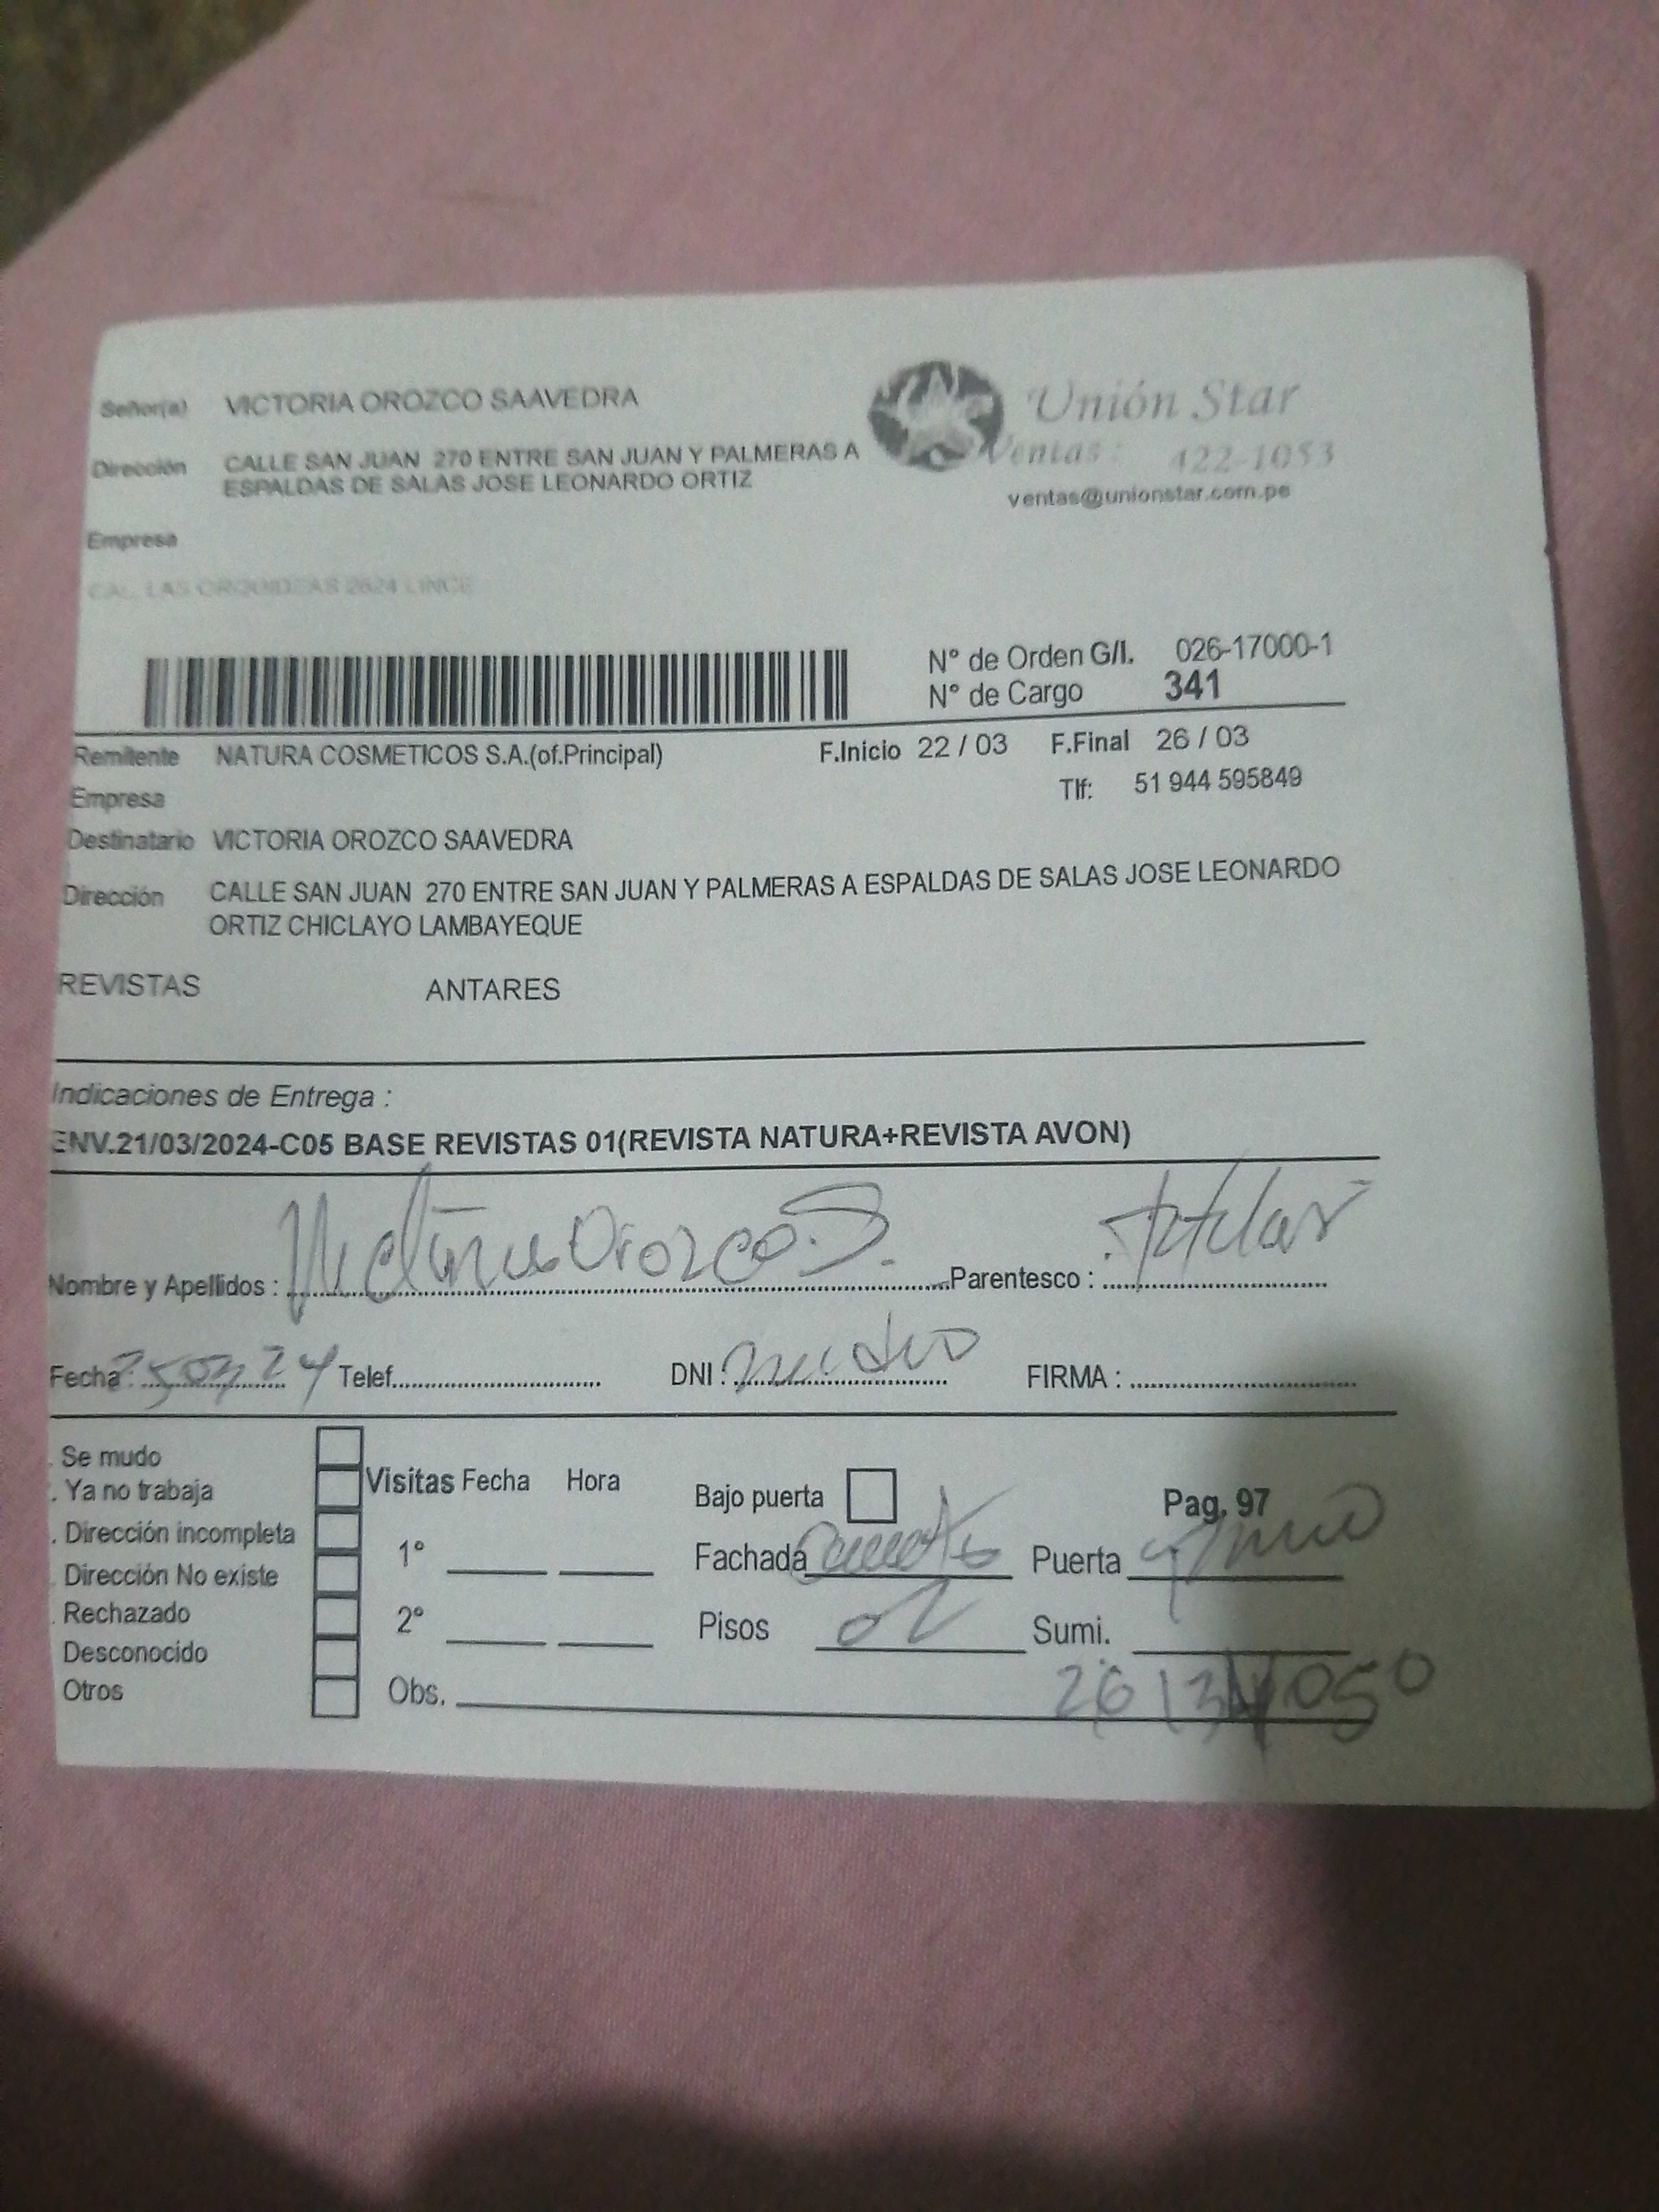 Señor(a) VICTORIA OROZCO SAAVEDRA
Unión Star
Dirección CALLE SAN JUAN 270 ENTRE SAN JUAN Y PALMERAS A
ESPALDAS DE SALAS JOSE LEONARDO ORTIZ
Ventas : 422-1053
ventas@unionstar.com.pe
Empresa
CAL. LAS ORQUIDEAS 2624 LINCE
N° de Orden G/I. 026-17000-1
N° de Cargo 341
Remitente NATURA COSMETICOS S.A.(of.Principal) F.Inicio 22 / 03 F.Final 26 / 03
Empresa Tlf: 51 944 595849
Destinatario VICTORIA OROZCO SAAVEDRA
Dirección CALLE SAN JUAN 270 ENTRE SAN JUAN Y PALMERAS A ESPALDAS DE SALAS JOSE LEONARDO
ORTIZ CHICLAYO LAMBAYEQUE
REVISTAS ANTARES
Indicaciones de Entrega :
ENV.21/03/2024-C05 BASE REVISTAS 01(REVISTA NATURA+REVISTA AVON)
Nombre y Apellidos : Victoria Orozco S. Parentesco : titular
Fecha : Telef. DNI : FIRMA :
. Se mudo
. Ya no trabaja
. Dirección incompleta
. Dirección No existe
. Rechazado
Desconocido
Otros
Visitas Fecha Hora
1°
2°
Obs.
Bajo puerta Pag. 97
Fachada Puerta
Pisos 02 Sumi.